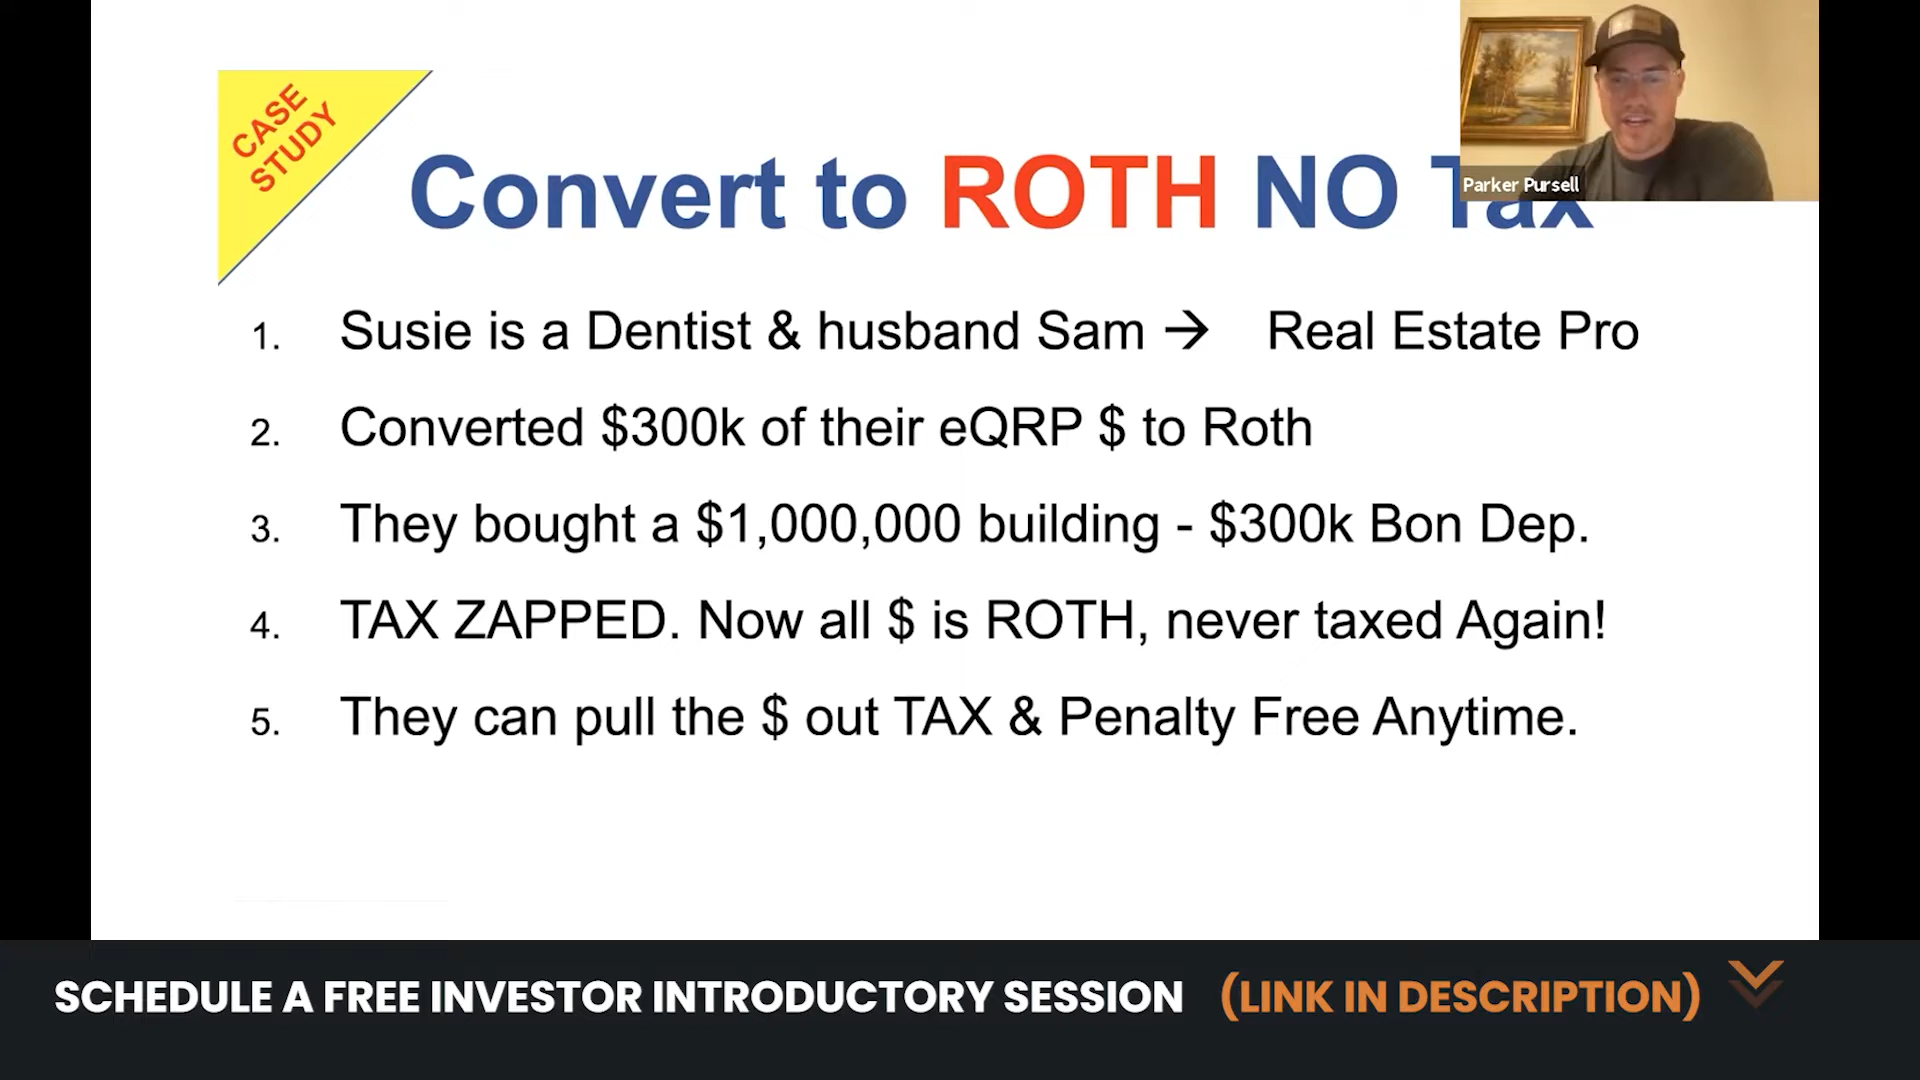 CASE
STUDY
Convert to ROTH NO Tax
Parker Pursell
1. Susie is a Dentist & husband Sam → Real Estate Pro
2. Converted $300k of their eQRP $ to Roth
3. They bought a $1,000,000 building - $300k Bon Dep.
4. TAX ZAPPED. Now all $ is ROTH, never taxed Again!
5. They can pull the $ out TAX & Penalty Free Anytime.
SCHEDULE A FREE INVESTOR INTRODUCTORY SESSION (LINK IN DESCRIPTION)